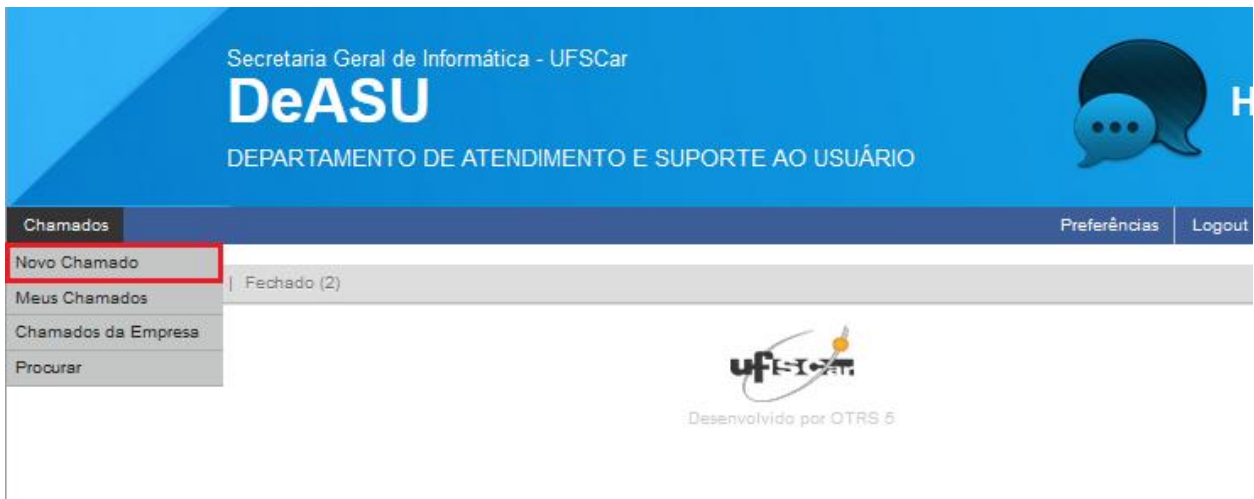 Secretaria Geral de Informática - UFSCar
DeASU
DEPARTAMENTO DE ATENDIMENTO E SUPORTE AO USUÁRIO
H
Chamados
Preferências
Logout
Novo Chamado
Meus Chamados
Chamados da Empresa
Procurar
| Fechado (2)
ufscar
Desenvolvido por OTRS 5